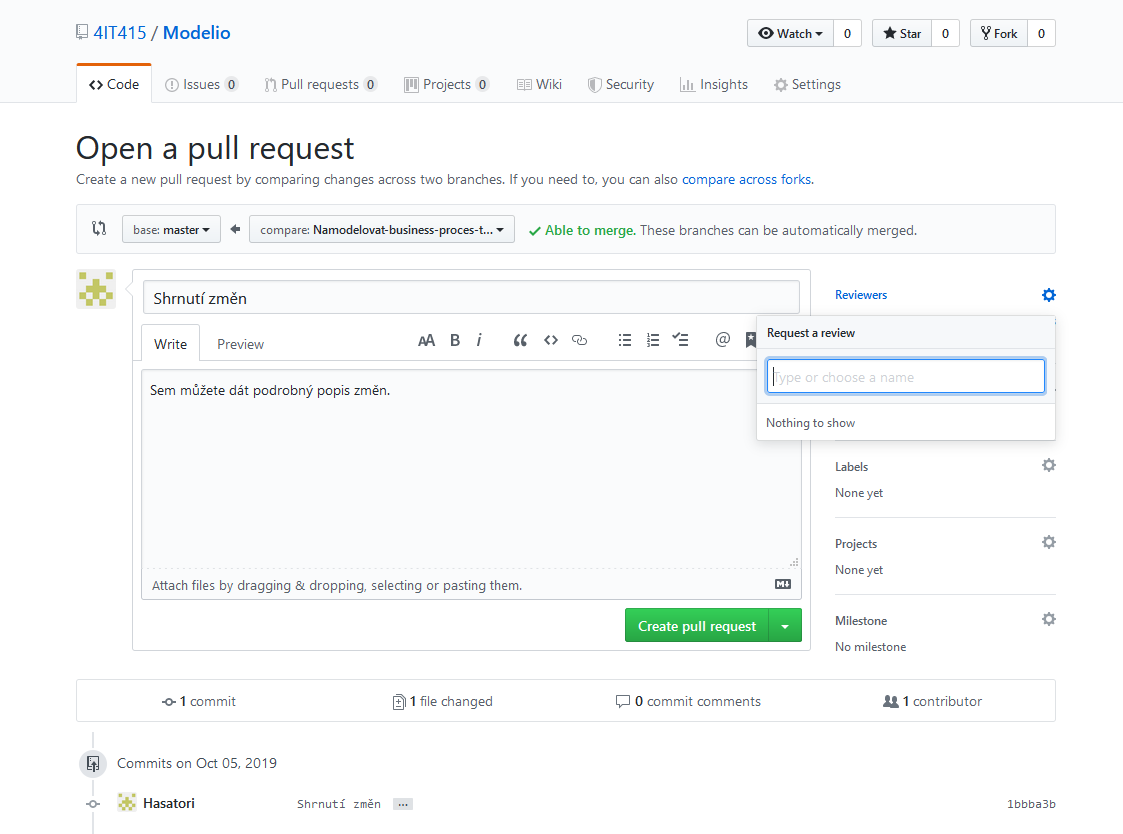 4IT415 / Modelio
Watch 0
Star 0
Fork 0
Code
Issues 0
Pull requests 0
Projects 0
Wiki
Security
Insights
Settings
Open a pull request
Create a new pull request by comparing changes across two branches. If you need to, you can also compare across forks.
base: master
compare: Namodelovat-business-proces-t...
Able to merge. These branches can be automatically merged.
Shrnutí změn
Reviewers
Request a review
Type or choose a name
Nothing to show
Write
Preview
AA B i “ <> @
Sem můžete dát podrobný popis změn.
Attach files by dragging & dropping, selecting or pasting them.
Create pull request
Labels
None yet
Projects
None yet
Milestone
No milestone
1 commit
1 file changed
0 commit comments
1 contributor
Commits on Oct 05, 2019
Hasatori
Shrnutí změn ...
1bbba3b